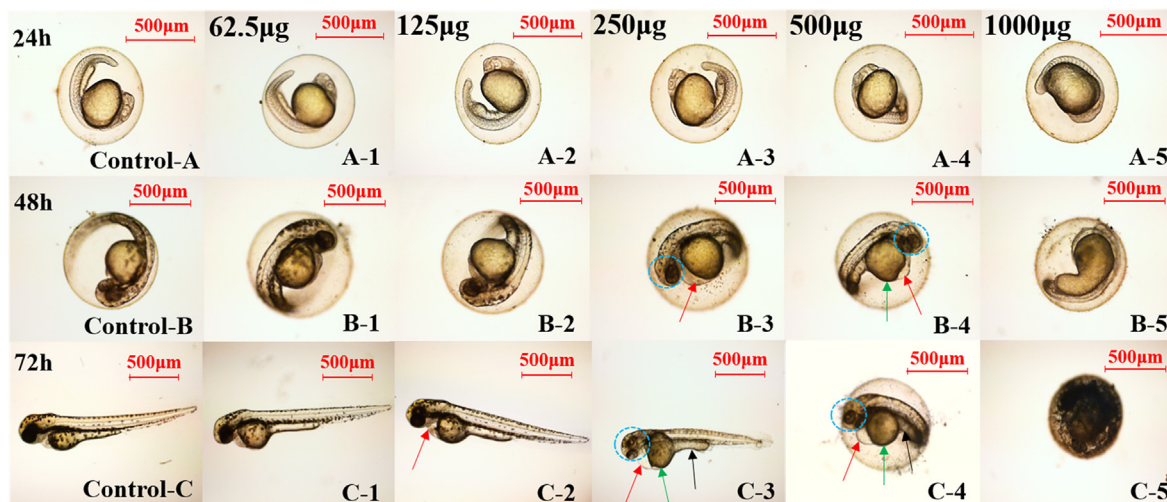 24h 500μm 62.5μg 500μm 125μg 500μm 250μg 500μm 500μg 500μm 1000μg 500μm
Control-A A-1 A-2 A-3 A-4 A-5
48h 500μm 500μm 500μm 500μm 500μm 500μm
Control-B B-1 B-2 B-3 B-4 B-5
72h 500μm 500μm 500μm 500μm 500μm 500μm
Control-C C-1 C-2 C-3 C-4 C-5